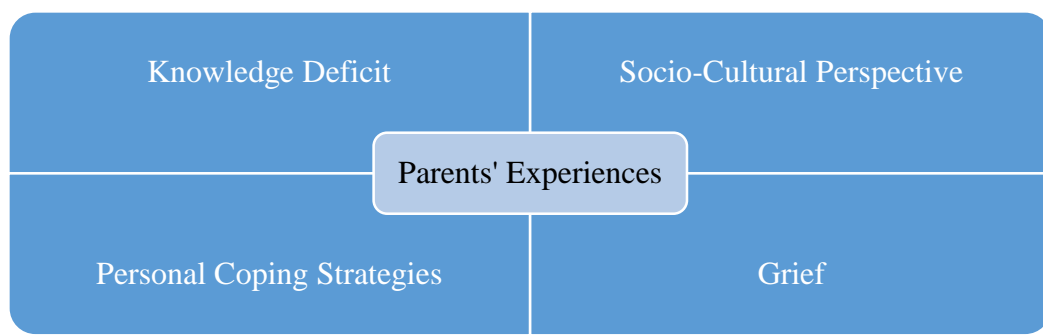 Knowledge Deficit
Socio-Cultural Perspective
Parents' Experiences
Personal Coping Strategies
Grief